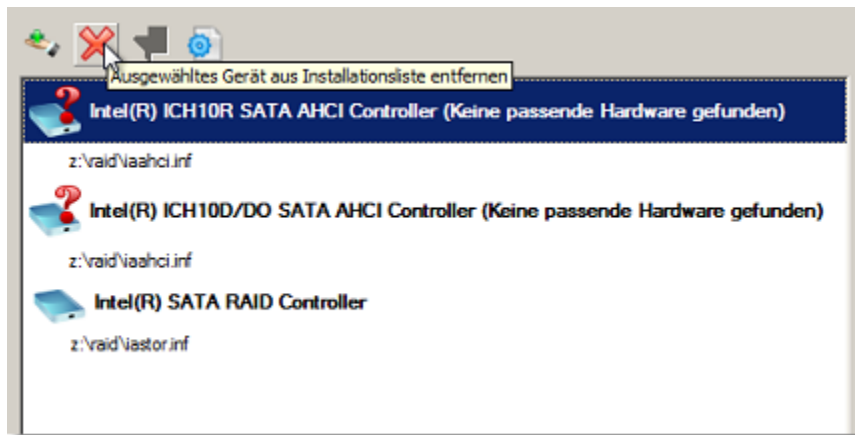 Ausgewähltes Gerät aus Installationsliste entfernen
Intel(R) ICH10R SATA AHCI Controller (Keine passende Hardware gefunden)
z:\raid\iaahci.inf
Intel(R) ICH10D/DO SATA AHCI Controller (Keine passende Hardware gefunden)
z:\raid\iaahci.inf
Intel(R) SATA RAID Controller
z:\raid\iastor.inf